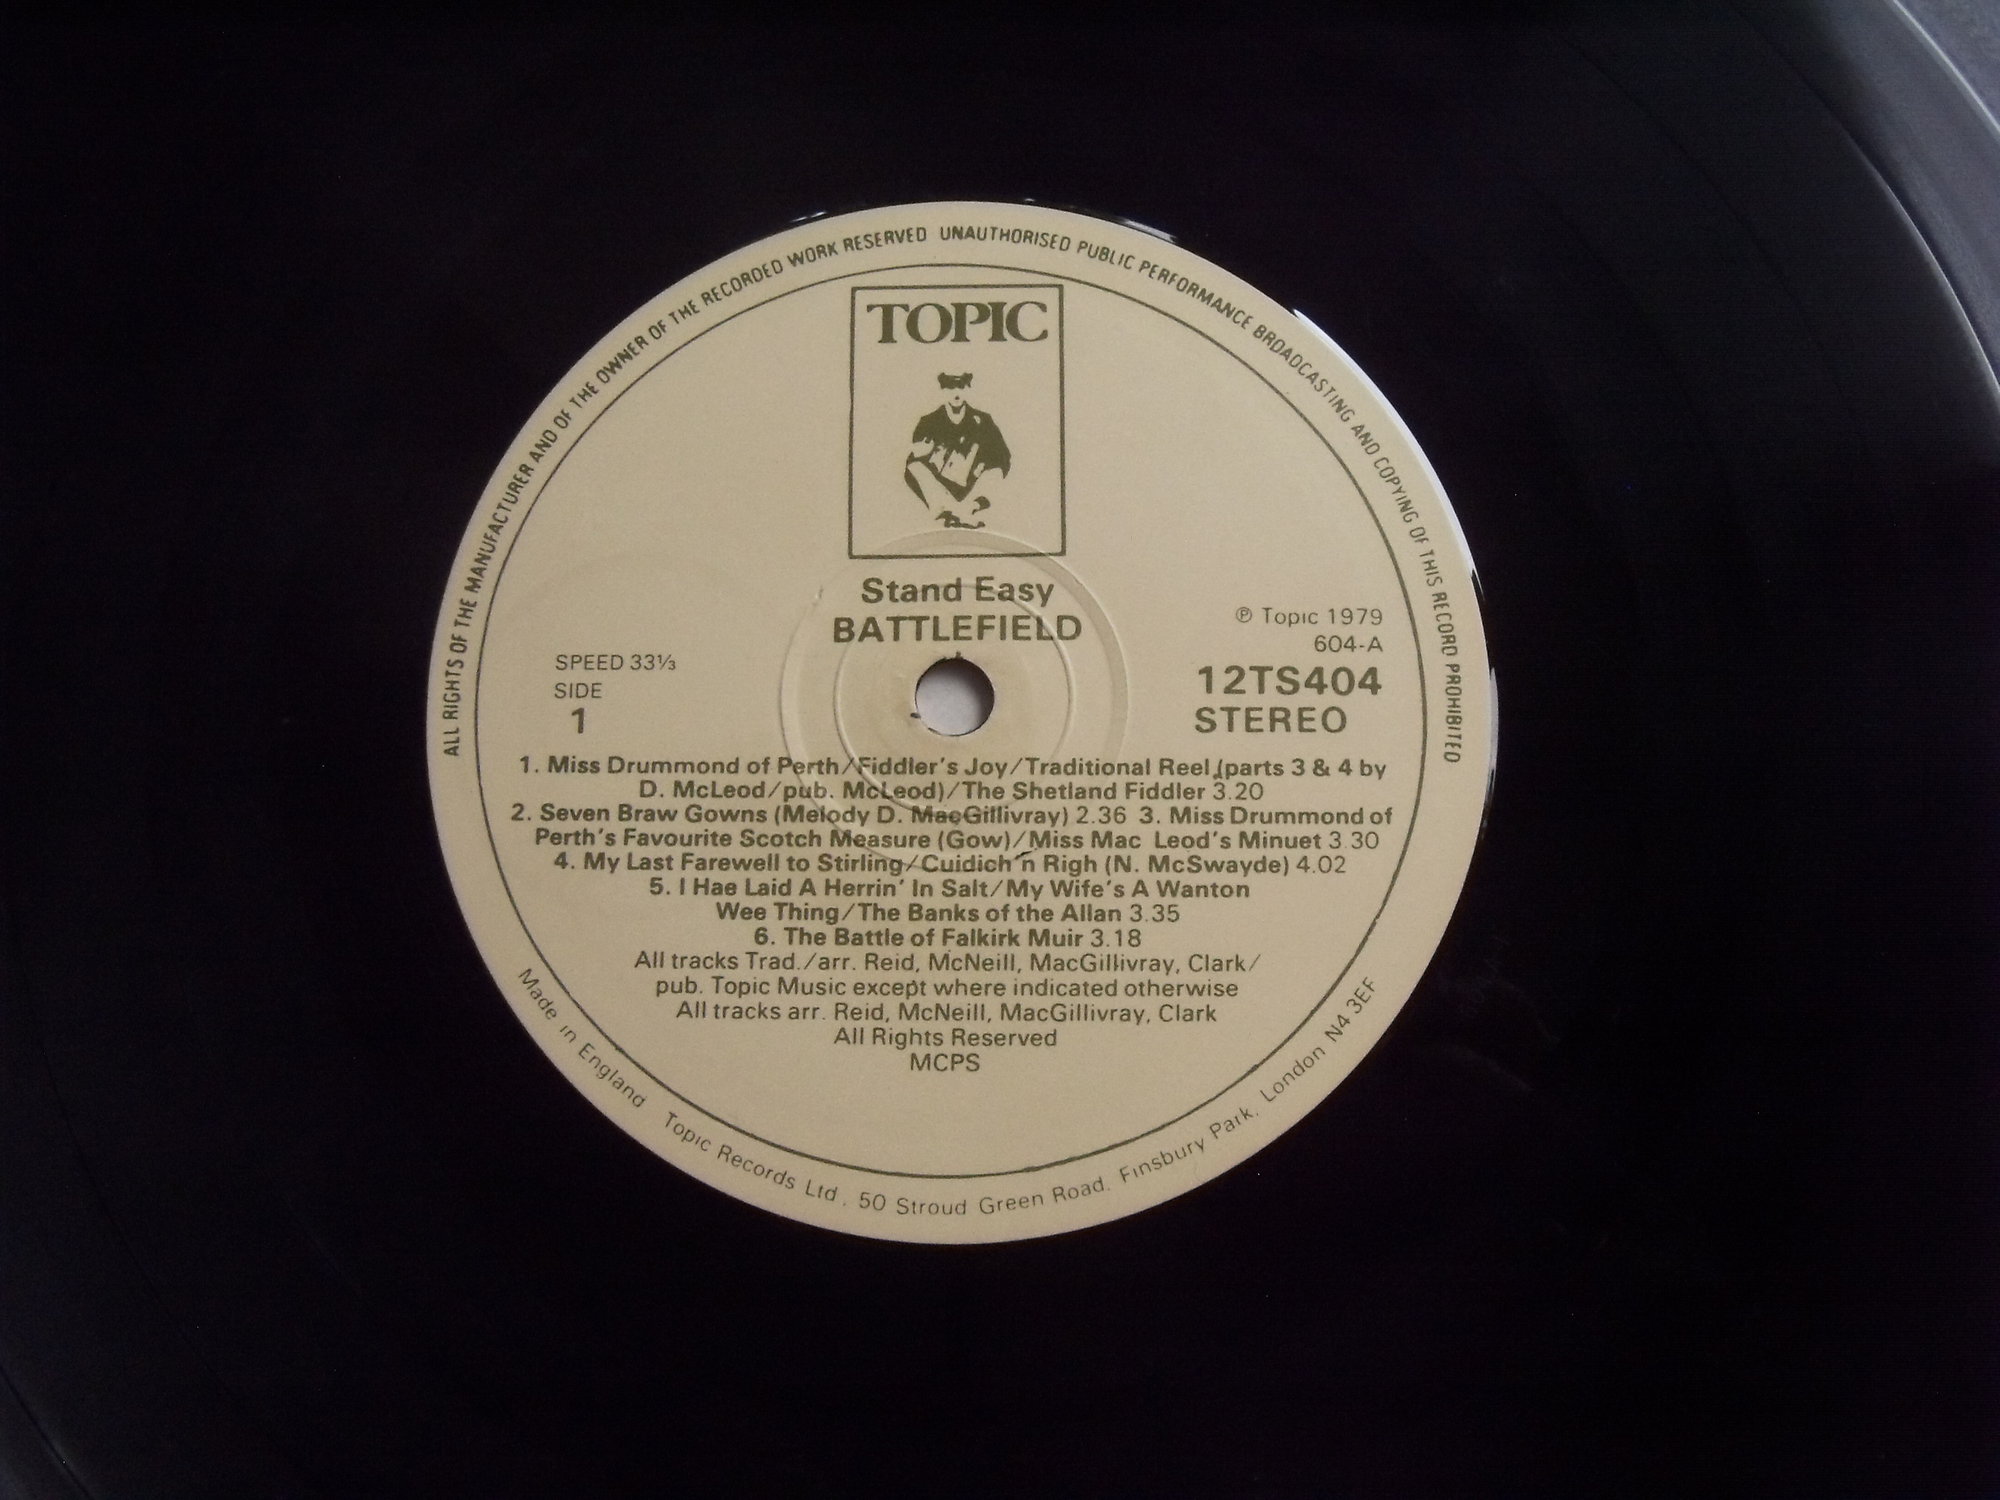 ALL RIGHTS OF THE MANUFACTURER AND OF THE OWNER OF THE RECORDED WORK RESERVED UNAUTHORISED PUBLIC PERFORMANCE BROADCASTING AND COPYING OF THIS RECORD PROHIBITED
TOPIC
Stand Easy
BATTLEFIELD
℗ Topic 1979
604-A
SPEED 33⅓
12TS404
SIDE
STEREO
1
1. Miss Drummond of Perth/Fiddler's Joy/Traditional Reel (parts 3 & 4 by
D. McLeod/pub. McLeod)/The Shetland Fiddler 3.20
2. Seven Braw Gowns (Melody D. MacGillivray) 2.36 3. Miss Drummond of
Perth's Favourite Scotch Measure (Gow)/Miss Mac Leod's Minuet 3.30
4. My Last Farewell to Stirling/Cuidich'n Righ (N. McSwayde) 4.02
5. I Hae Laid A Herrin' In Salt/My Wife's A Wanton
Wee Thing/The Banks of the Allan 3.35
6. The Battle of Falkirk Muir 3.18
All tracks Trad./arr. Reid, McNeill, MacGillivray, Clark/
pub. Topic Music except where indicated otherwise
All tracks arr. Reid, McNeill, MacGillivray, Clark
All Rights Reserved
MCPS
Made in England Topic Records Ltd., 50 Stroud Green Road, Finsbury Park, London N4 3EF